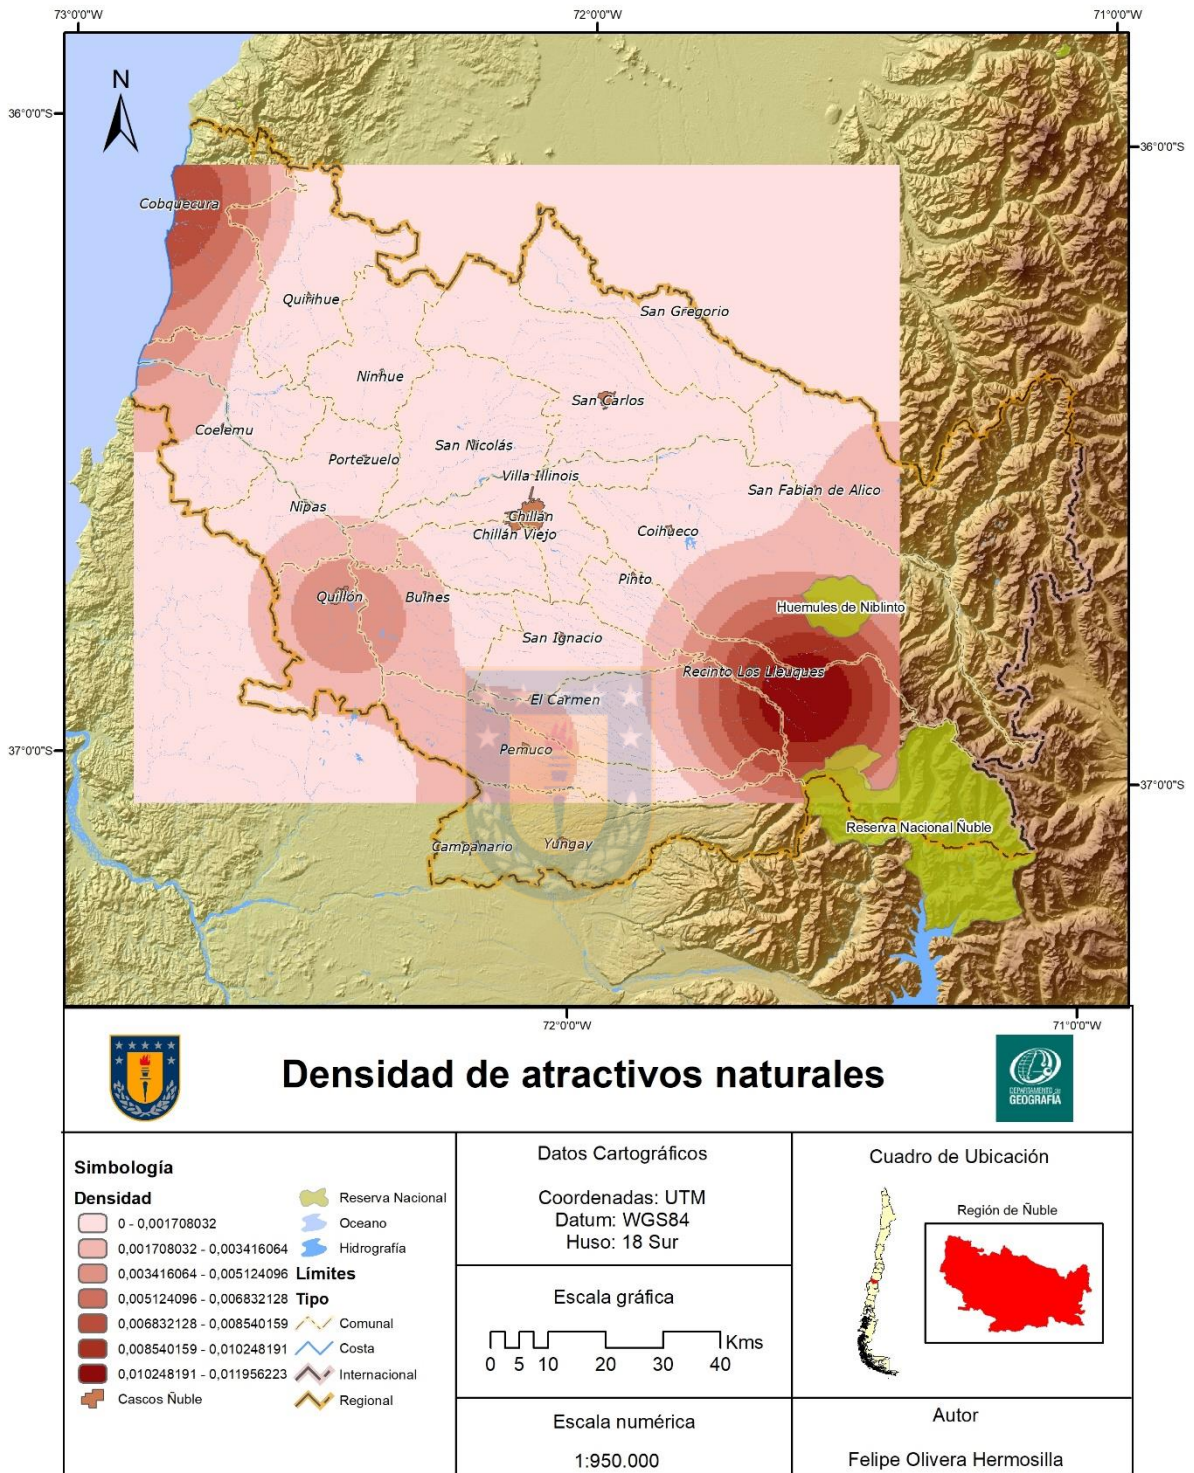 73°0'0"W
72°0'0"W
71°0'0"W
36°0'0"S
36°0'0"S
N
Cobquecura
Quirihue
San Gregorio
Ninhue
San Carlos
Coelemu
San Nicolás
Portezuelo
Villa Illinois
San Fabian de Alico
Ñipas
Chillán
Chillán Viejo
Coihueco
Pinto
Quillón
Bulnes
Huemules de Niblinto
San Ignacio
Recinto Los Lleuques
El Carmen
Pemuco
37°0'0"S
37°0'0"S
Reserva Nacional Ñuble
Campanario
Yungay
72°0'0"W
71°0'0"W
Densidad de atractivos naturales
DEPARTAMENTO de
GEOGRAFÍA
Simbología
Densidad
0 - 0,001708032
0,001708032 - 0,003416064
0,003416064 - 0,005124096
0,005124096 - 0,006832128
0,006832128 - 0,008540159
0,008540159 - 0,010248191
0,010248191 - 0,011956223
Cascos Ñuble
Reserva Nacional
Oceano
Hidrografía
Límites
Tipo
Comunal
Costa
Internacional
Regional
Datos Cartográficos
Coordenadas: UTM
Datum: WGS84
Huso: 18 Sur
Escala gráfica
Kms
0 5 10 20 30 40
Escala numérica
1:950.000
Cuadro de Ubicación
Región de Ñuble
Autor
Felipe Olivera Hermosilla